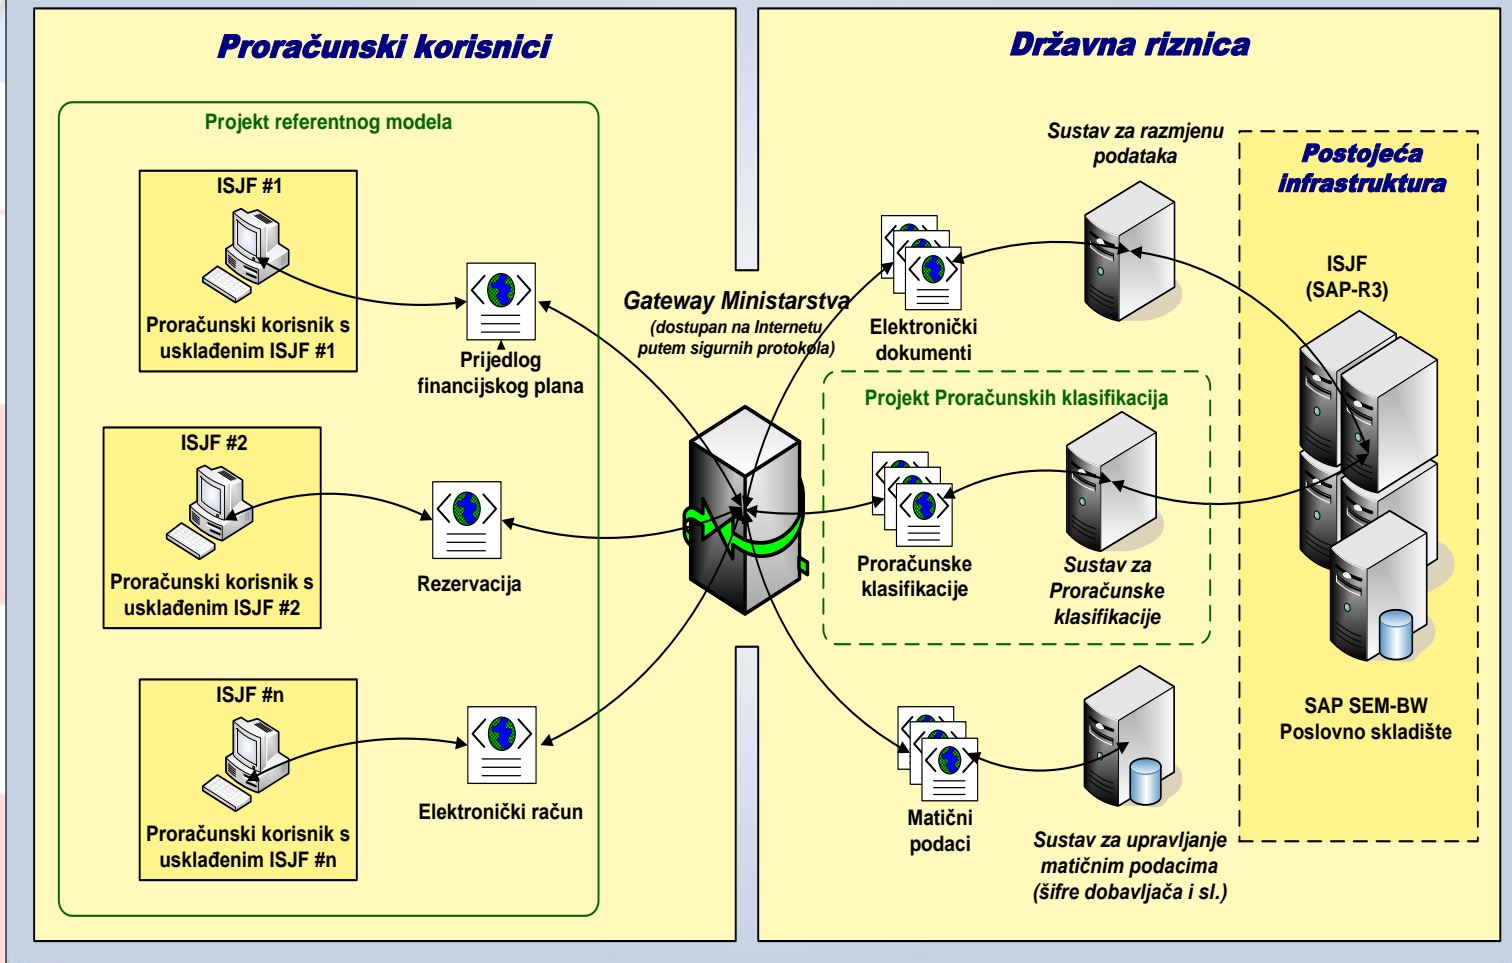 Proračunski korisnici
Projekt referentnog modela
ISJF #1
Proračunski korisnik s
usklađenim ISJF #1
Prijedlog
financijskog plana
ISJF #2
Proračunski korisnik s
usklađenim ISJF #2
Rezervacija
ISJF #n
Proračunski korisnik s
usklađenim ISJF #n
Elektronički račun
Gateway Ministarstva
(dostupan na Internetu
putem sigurnih protokola)
Državna riznica
Sustav za razmjenu
podataka
Elektronički
dokumenti
Projekt Proračunskih klasifikacija
Proračunske
klasifikacije
Sustav za
Proračunske
klasifikacije
Matični
podaci
Sustav za upravljanje
matičnim podacima
(šifre dobavljača i sl.)
Postojeća
infrastruktura
ISJF
(SAP-R3)
SAP SEM-BW
Poslovno skladište